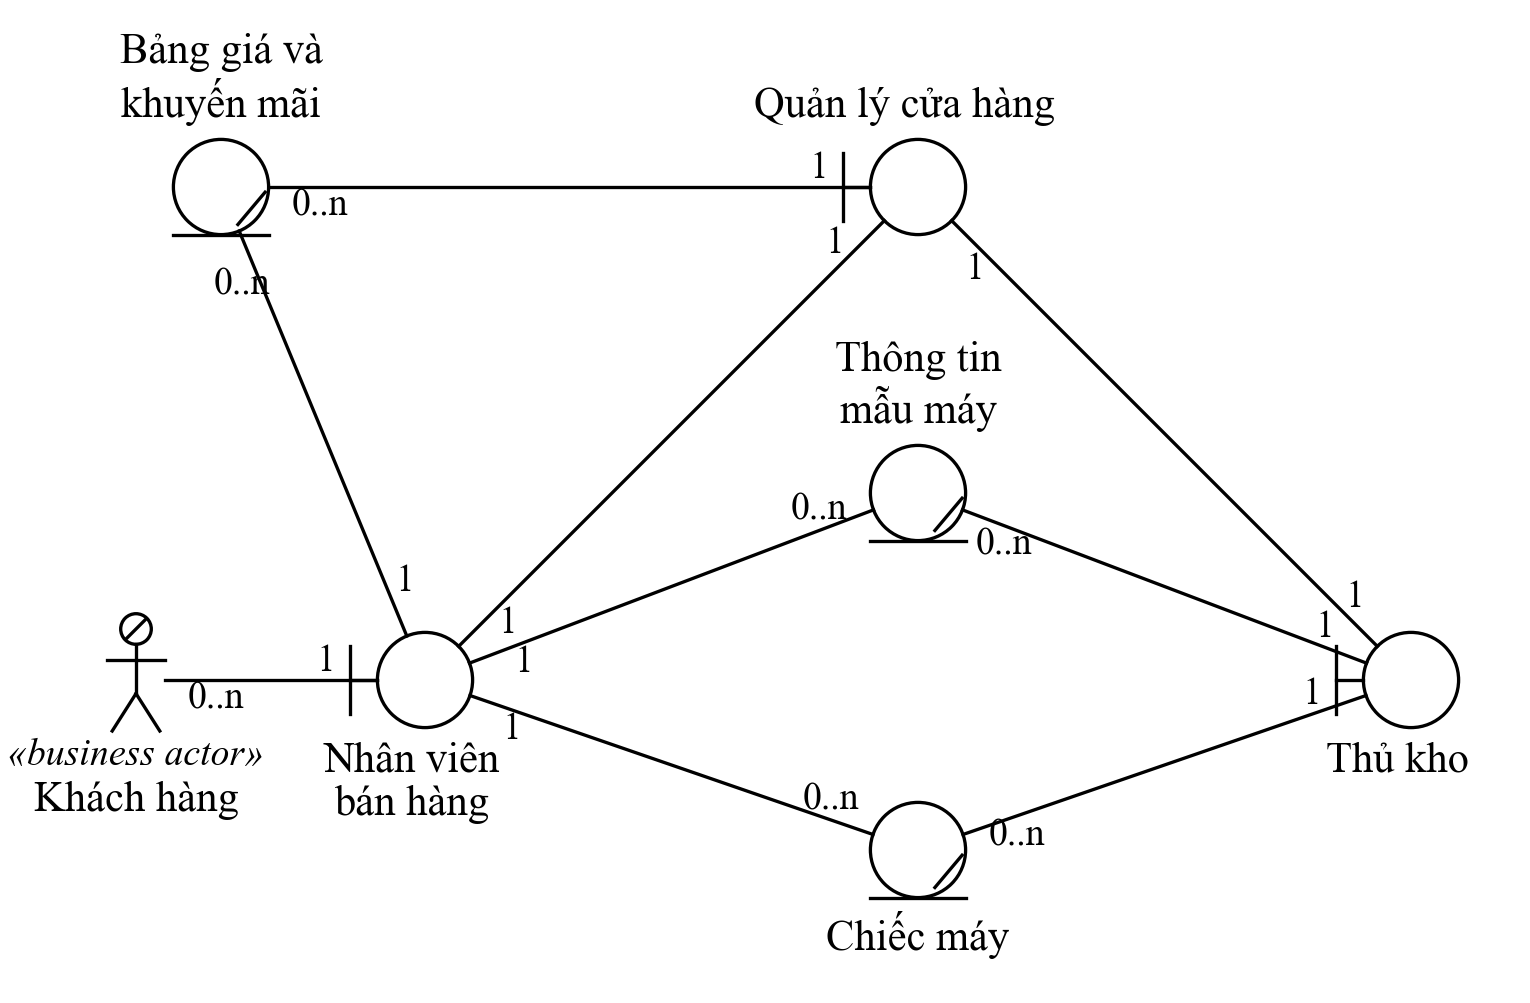 Bảng giá và
khuyến mãi
Quản lý cửa hàng
1
0..n
1
1
0..n
Thông tin
mẫu máy
0..n
0..n
1
1
1
1
1
1
1
0..n
1
«business actor»
Khách hàng
Nhân viên
bán hàng
Thủ kho
0..n
0..n
Chiếc máy